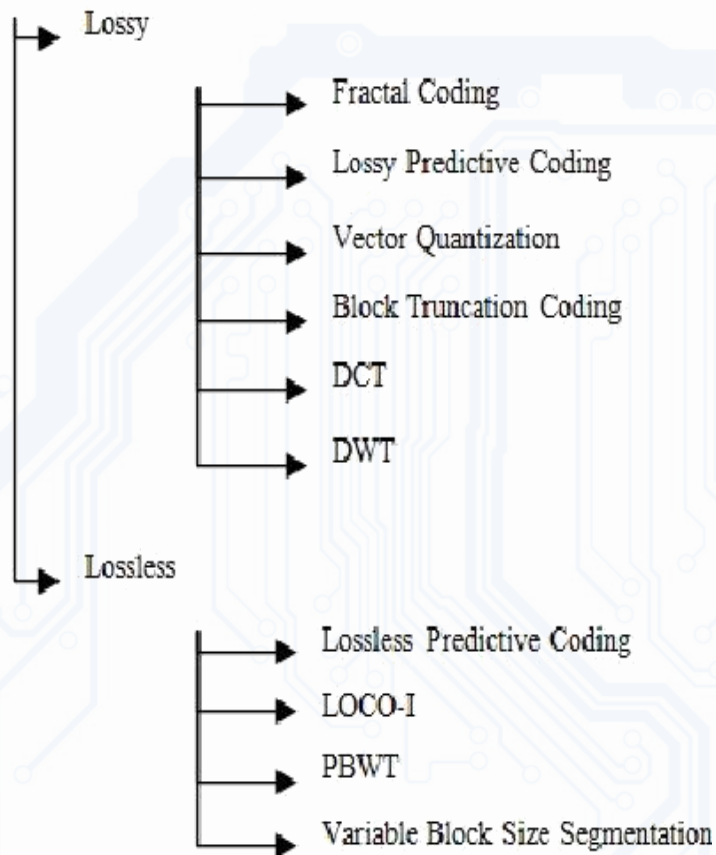 Lossy
Fractal Coding
Lossy Predictive Coding
Vector Quantization
Block Truncation Coding
DCT
DWT
Lossless
Lossless Predictive Coding
LOCO-I
PBWT
Variable Block Size Segmentation